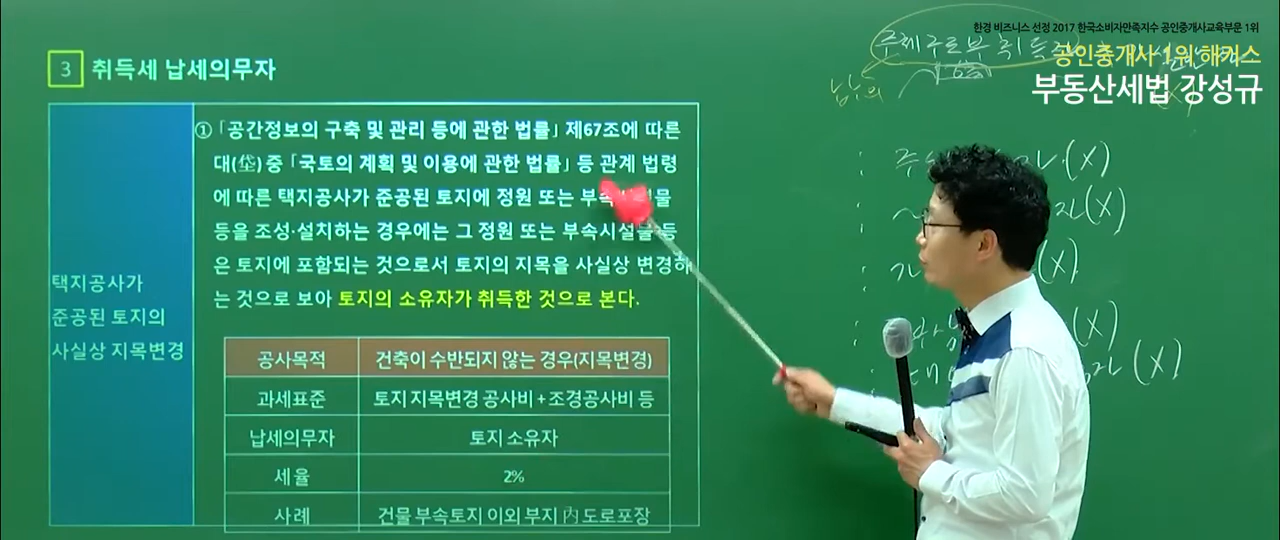 한경 비즈니스 선정 2017 한국소비자만족지수 공인중개사교육부문 1위
공인중개사 1위 해커스
부동산세법 강성규
3 취득세 납세의무자
택지공사가
준공된 토지의
사실상 지목변경
① 「공간정보의 구축 및 관리 등에 관한 법률」 제67조에 따른
대(垈) 중 「국토의 계획 및 이용에 관한 법률」 등 관계 법령
에 따른 택지공사가 준공된 토지에 정원 또는 부속시설물
등을 조성·설치하는 경우에는 그 정원 또는 부속시설물 등
은 토지에 포함되는 것으로서 토지의 지목을 사실상 변경하
는 것으로 보아 토지의 소유자가 취득한 것으로 본다.
공사목적 건축이 수반되지 않는 경우(지목변경)
과세표준 토지 지목변경 공사비 + 조경공사비 등
납세의무자 토지 소유자
세 율 2%
사 례 건물 부속토지 이외 부지 內 도로포장
(X)
(X)
(X)
(X)
(X)